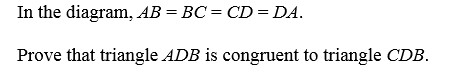 In the diagram, AB = BC = CD = DA.
Prove that triangle ADB is congruent to triangle CDB.